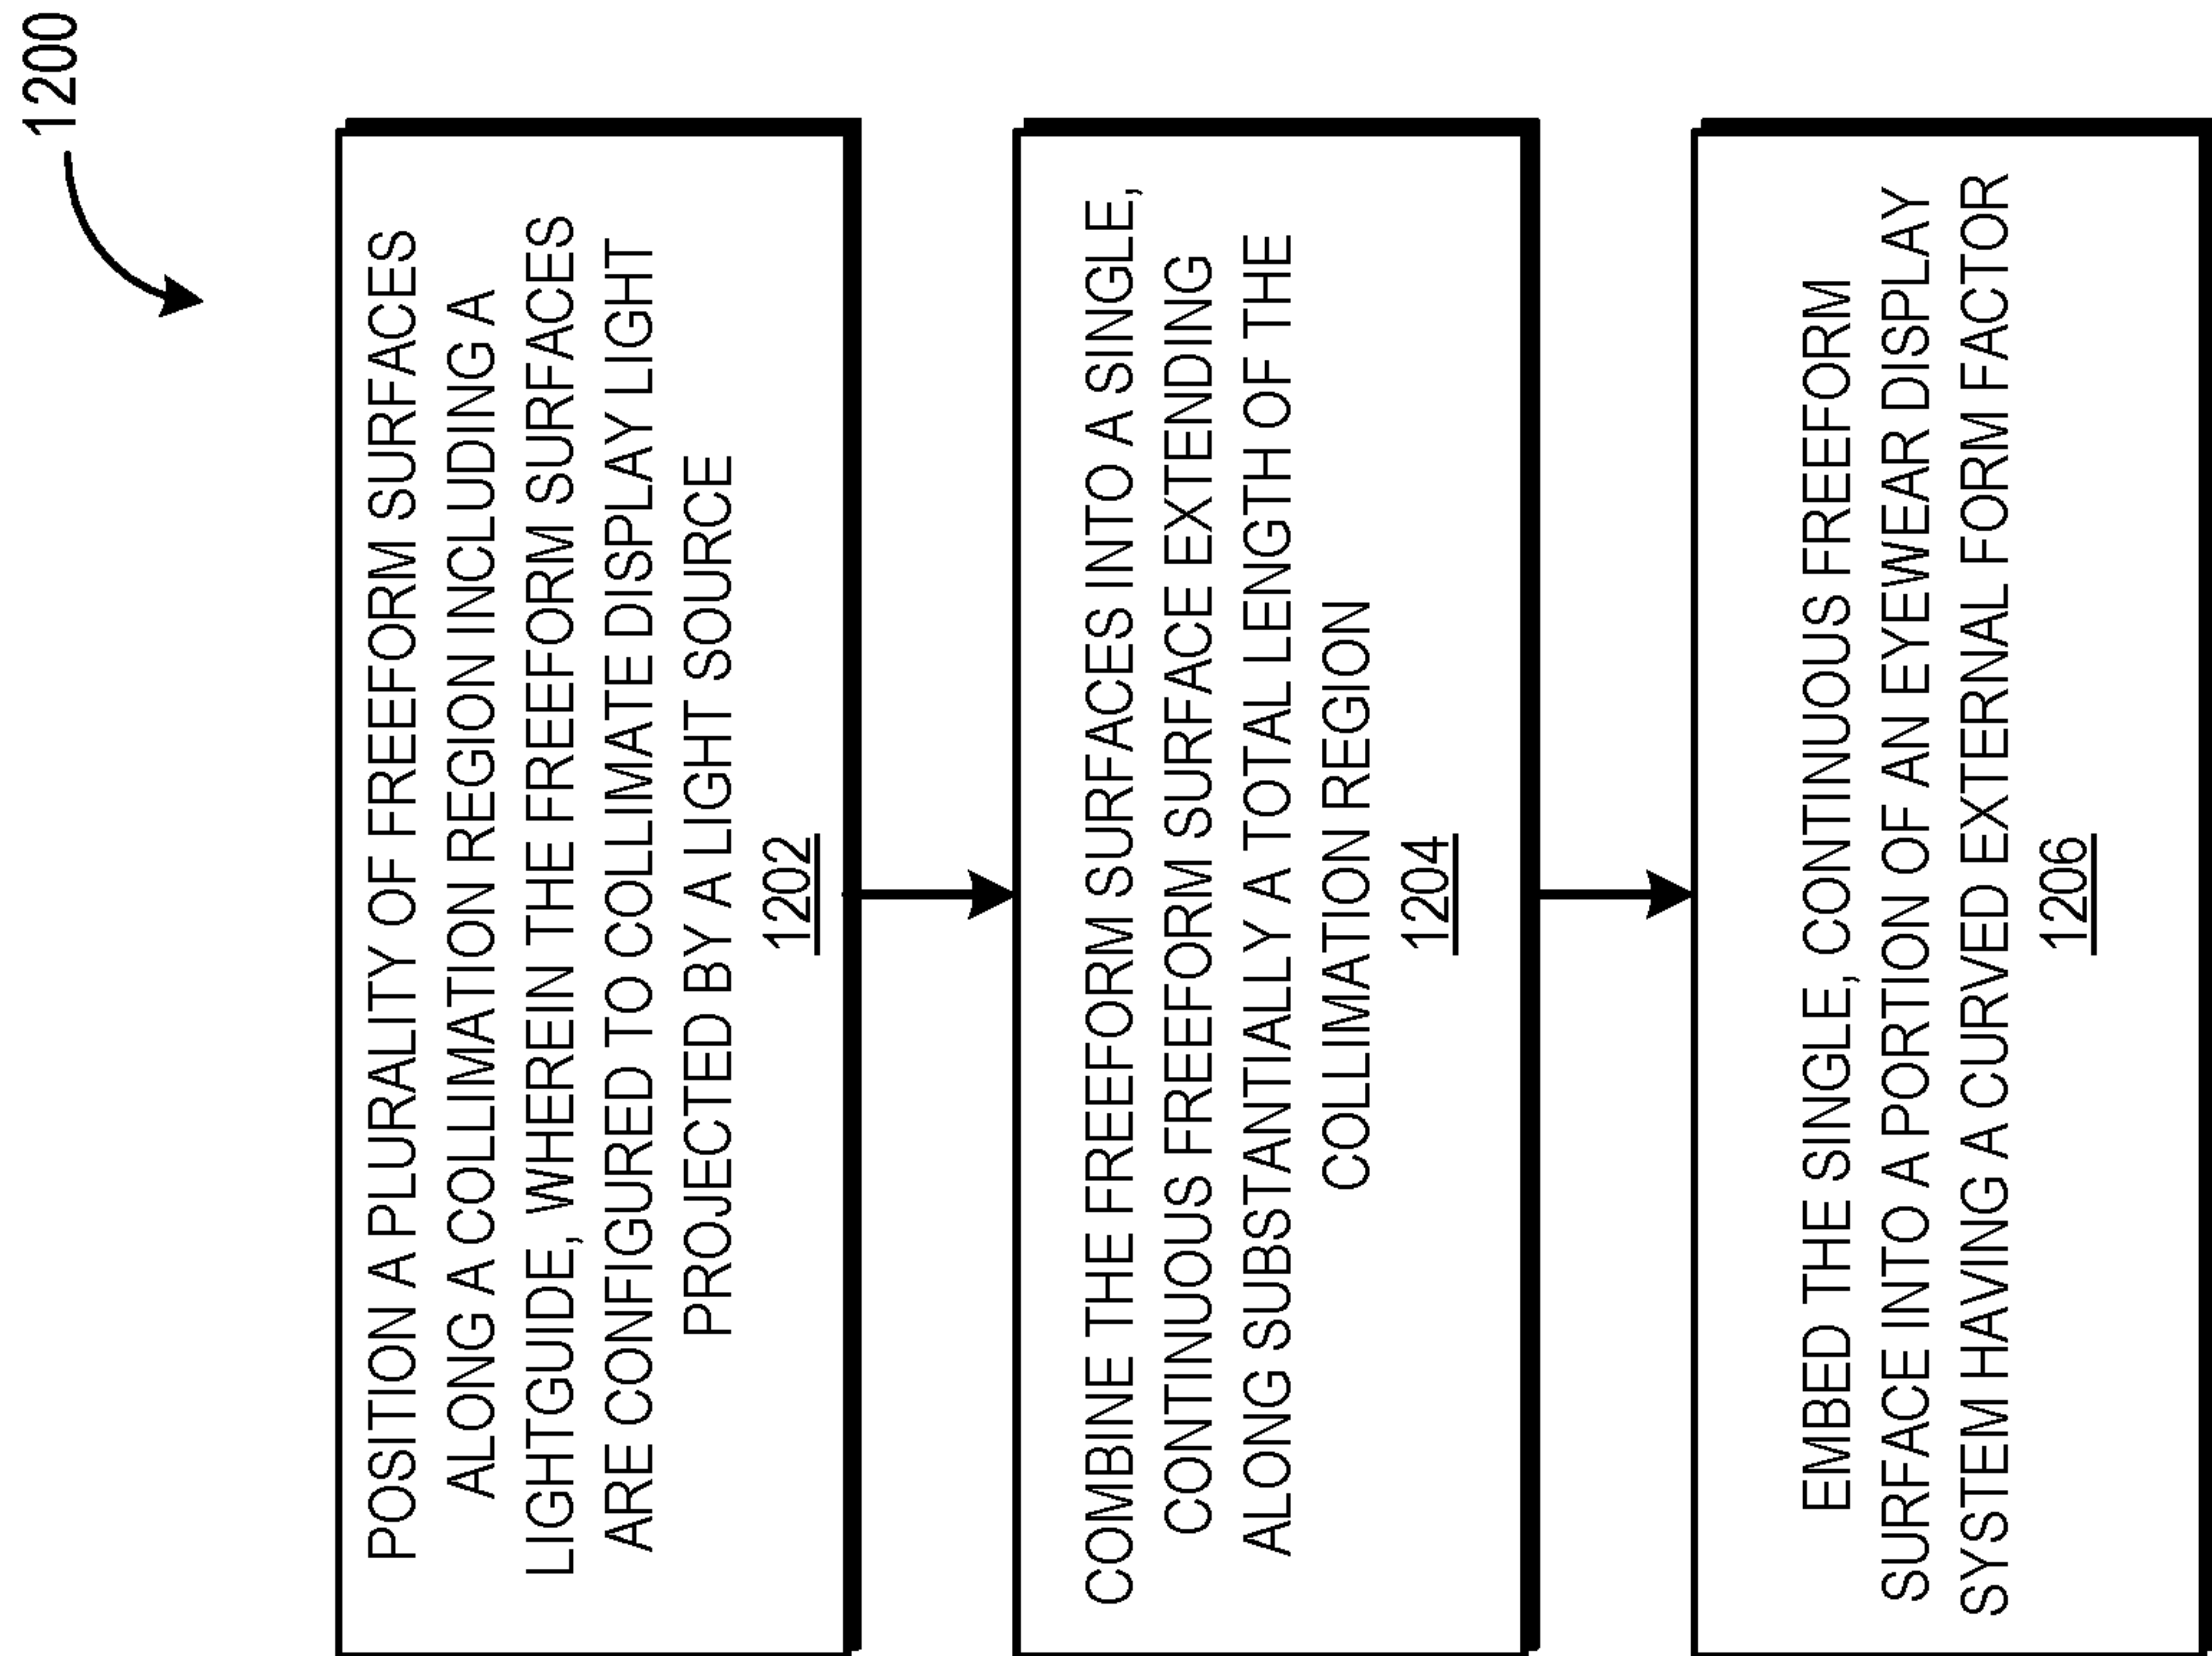 1200
POSITION A PLURALITY OF FREEFORM SURFACES
ALONG A COLLIMATION REGION INCLUDING A
LIGHTGUIDE, WHEREIN THE FREEFORM SURFACES
ARE CONFIGURED TO COLLIMATE DISPLAY LIGHT
PROJECTED BY A LIGHT SOURCE
1202
COMBINE THE FREEFORM SURFACES INTO A SINGLE,
CONTINUOUS FREEFORM SURFACE EXTENDING
ALONG SUBSTANTIALLY A TOTAL LENGTH OF THE
COLLIMATION REGION
1204
EMBED THE SINGLE, CONTINUOUS FREEFORM
SURFACE INTO A PORTION OF AN EYEWEAR DISPLAY
SYSTEM HAVING A CURVED EXTERNAL FORM FACTOR
1206